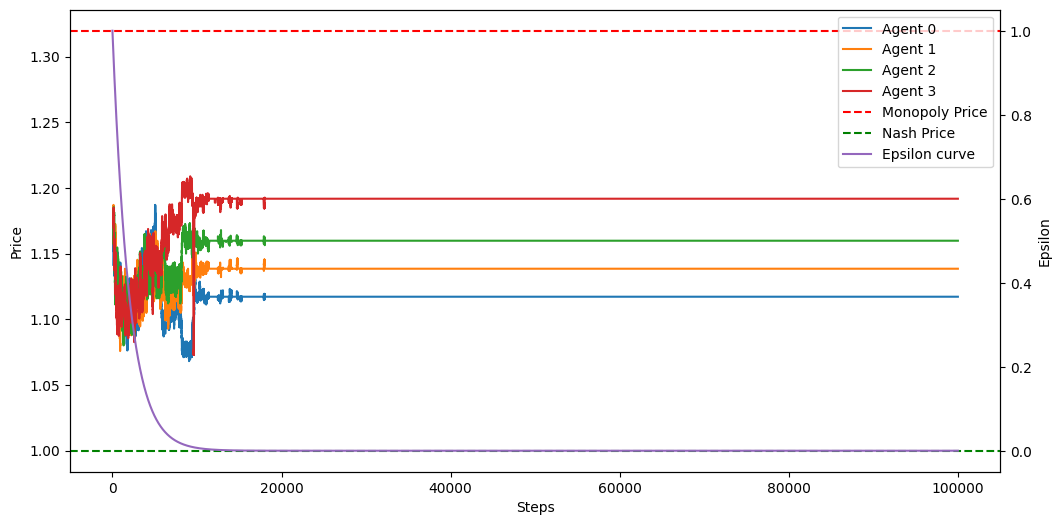 Agent 0
Agent 1
Agent 2
Agent 3
Monopoly Price
Nash Price
Epsilon curve
1.30
1.25
1.20
1.15
1.10
1.05
1.00
Price
1.0
0.8
0.6
0.4
0.2
0.0
Epsilon
0 20000 40000 60000 80000 100000
Steps